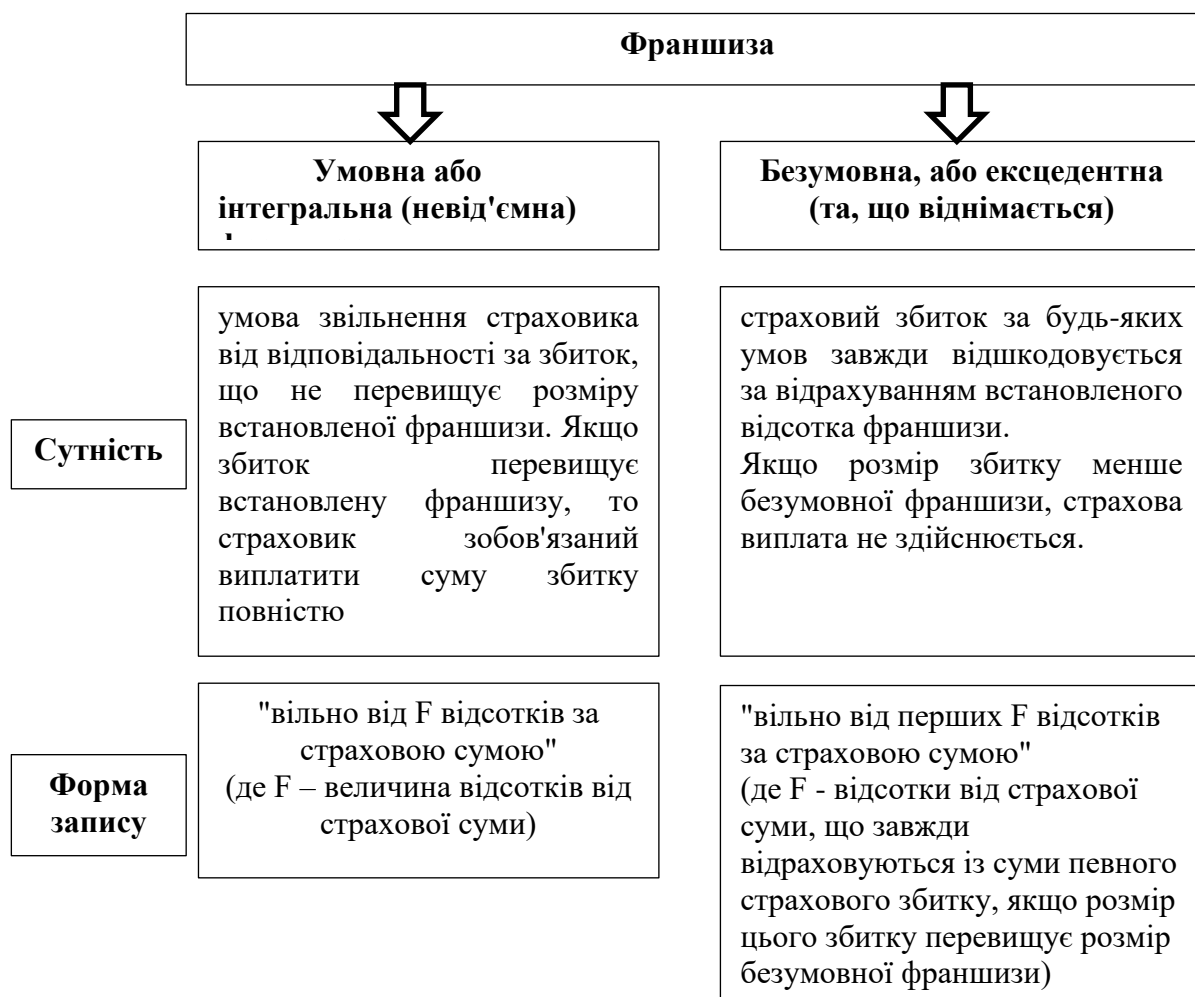 Франшиза
Умовна або
інтегральна (невід'ємна)
Безумовна, або ексцедентна
(та, що віднімається)
Сутність
умова звільнення страховика
від відповідальності за збиток,
що не перевищує розміру
встановленої франшизи. Якщо
збиток перевищує
встановлену франшизу, то
страховик зобов'язаний
виплатити суму збитку
повністю
страховий збиток за будь-яких
умов завжди відшкодовується
за відрахуванням встановленого
відсотка франшизи.
Якщо розмір збитку менше
безумовної франшизи, страхова
виплата не здійснюється.
Форма
запису
"вільно від F відсотків за
страховою сумою"
(де F – величина відсотків від
страхової суми)
"вільно від перших F відсотків
за страховою сумою"
(де F - відсотки від страхової
суми, що завжди
відраховуються із суми певного
страхового збитку, якщо розмір
цього збитку перевищує розмір
безумовної франшизи)